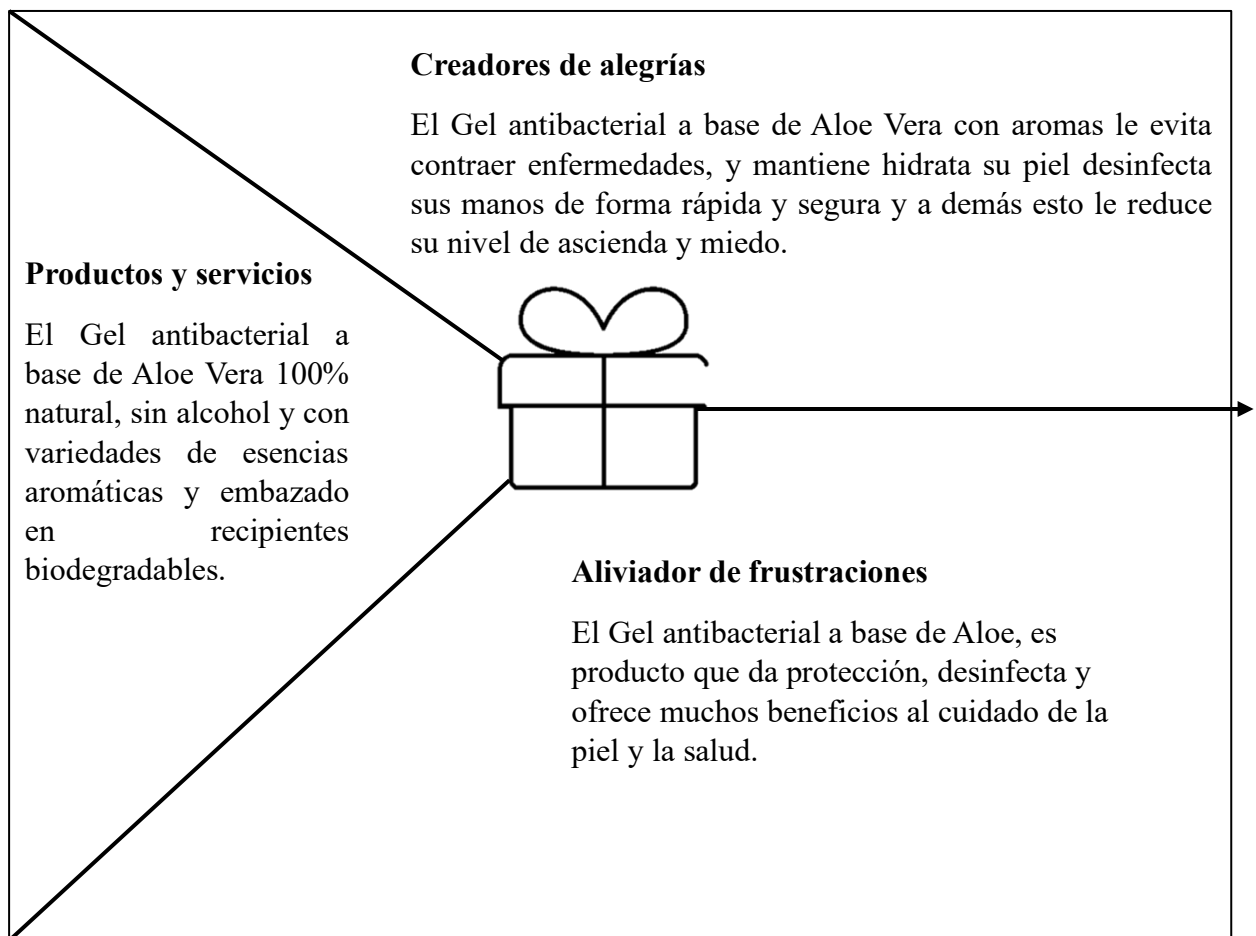 Creadores de alegrías
El Gel antibacterial a base de Aloe Vera con aromas le evita
contraer enfermedades, y mantiene hidrata su piel desinfecta
sus manos de forma rápida y segura y a demás esto le reduce
su nivel de ascienda y miedo.
Productos y servicios
El Gel antibacterial a
base de Aloe Vera 100%
natural, sin alcohol y con
variedades de esencias
aromáticas y embazado
en recipientes
biodegradables.
Aliviador de frustraciones
El Gel antibacterial a base de Aloe, es
producto que da protección, desinfecta y
ofrece muchos beneficios al cuidado de la
piel y la salud.